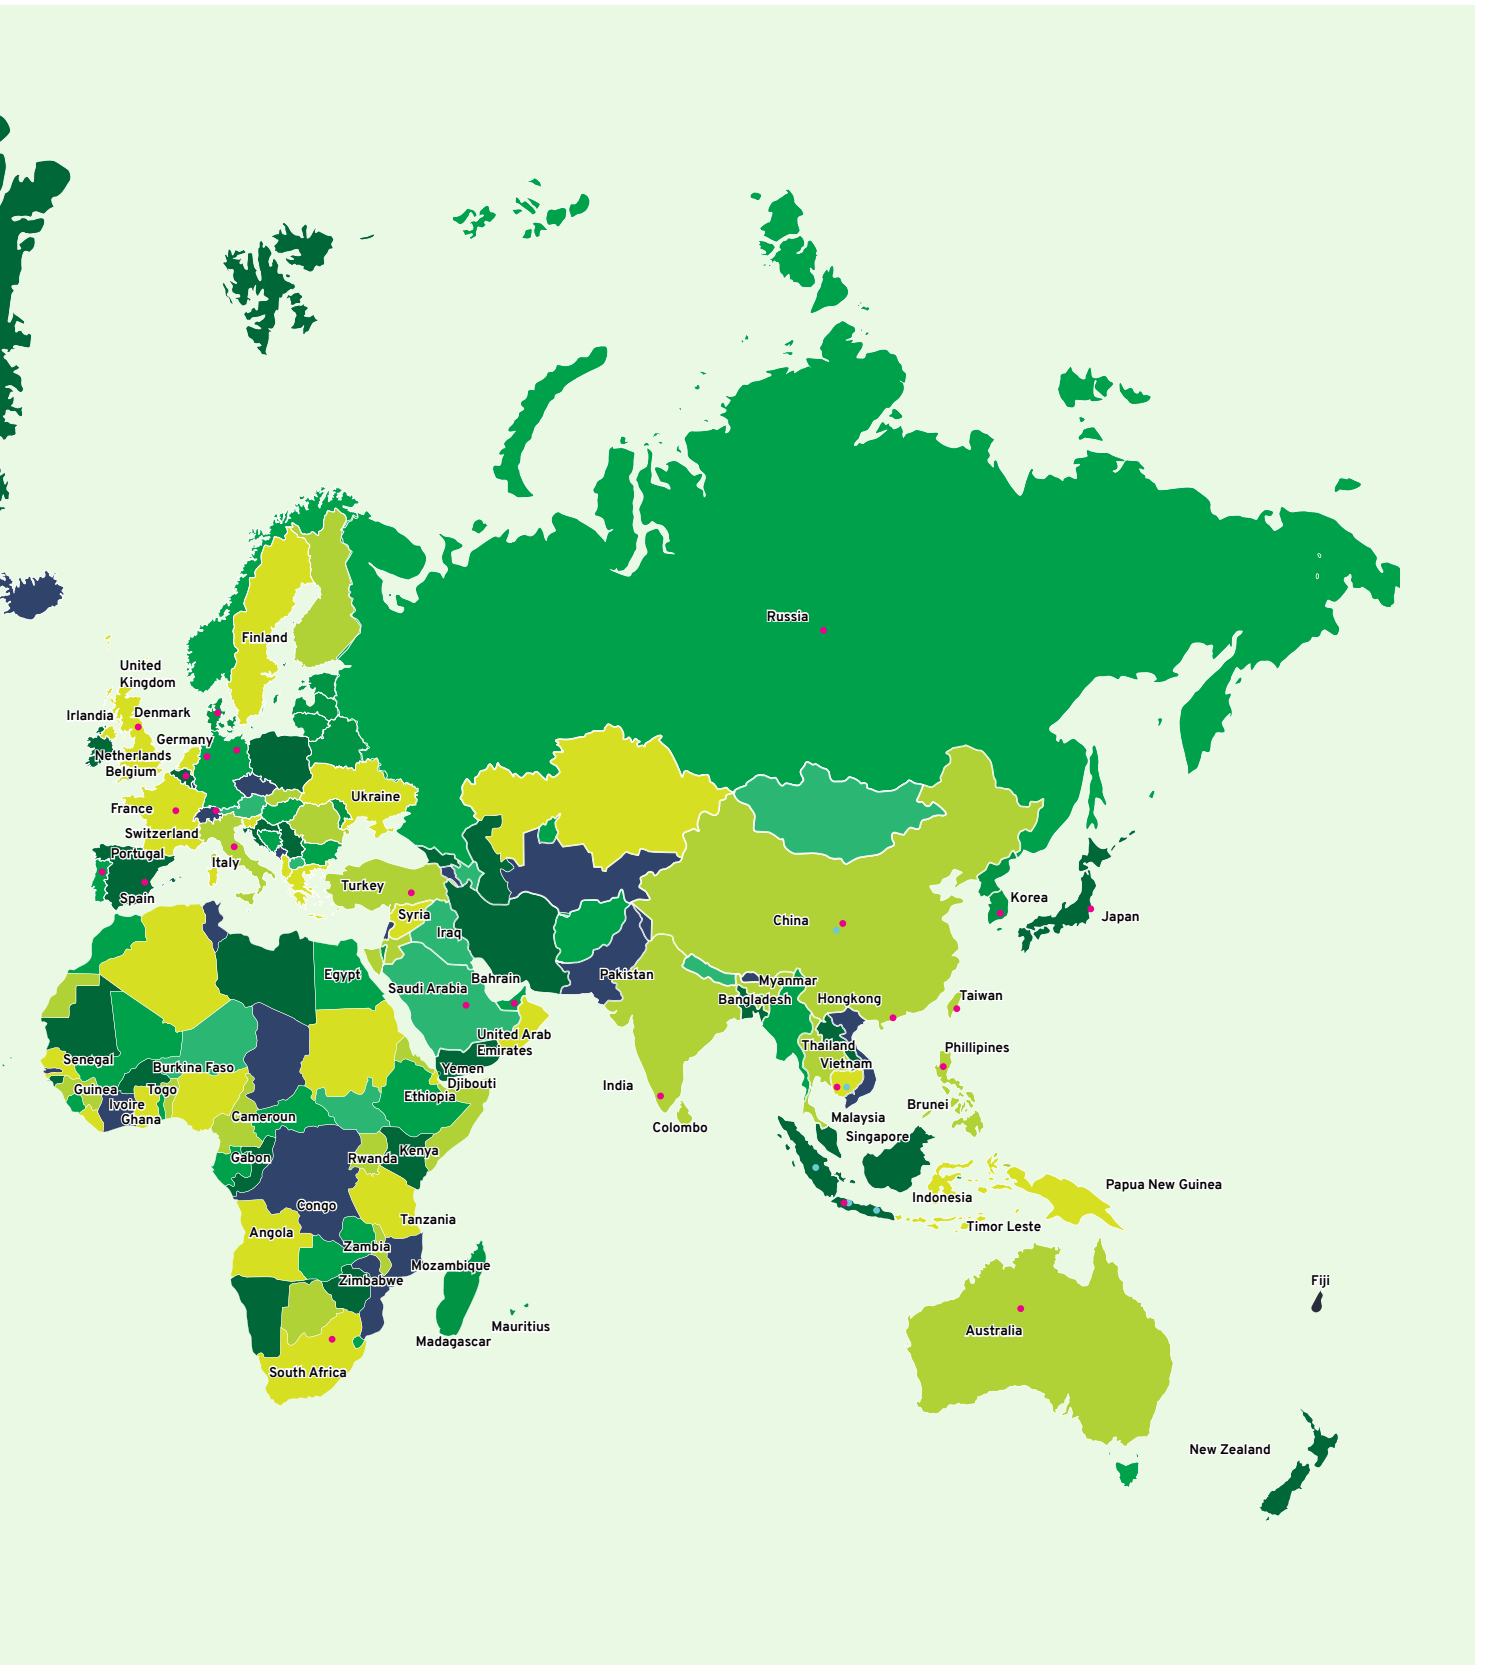 Russia
Finland
United
Kingdom
Irlandia
Denmark
Germany
Netherlands
Belgium
Ukraine
France
Switzerland
Portugal
Italy
Spain
Turkey
Syria
Iraq
Korea
Japan
China
Egypt
Saudi Arabia
Bahrain
Pakistan
Myanmar
Bangladesh
Hongkong
Taiwan
United Arab
Emirates
Thailand
Phillipines
Senegal
Burkina Faso
Yemen
Vietnam
Djibouti
India
Guinea
Togo
Ethiopia
Ivoire
Ghana
Cameroun
Brunei
Malaysia
Colombo
Singapore
Gabon
Rwanda
Kenya
Papua New Guinea
Indonesia
Congo
Tanzania
Timor Leste
Angola
Zambia
Mozambique
Zimbabwe
Fiji
Mauritius
Madagascar
Australia
South Africa
New Zealand